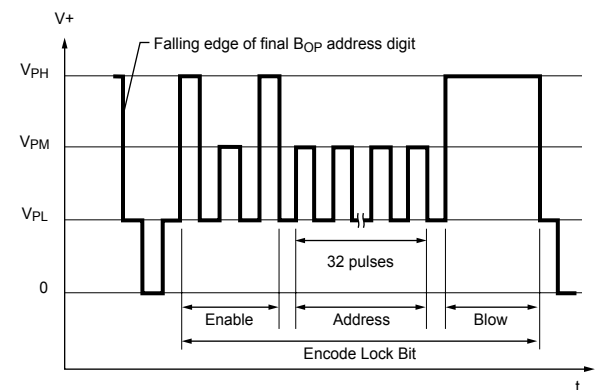 V+
Falling edge of final BOP address digit
VPH
VPM
VPL
0
32 pulses
Enable
Address
Blow
Encode Lock Bit
t